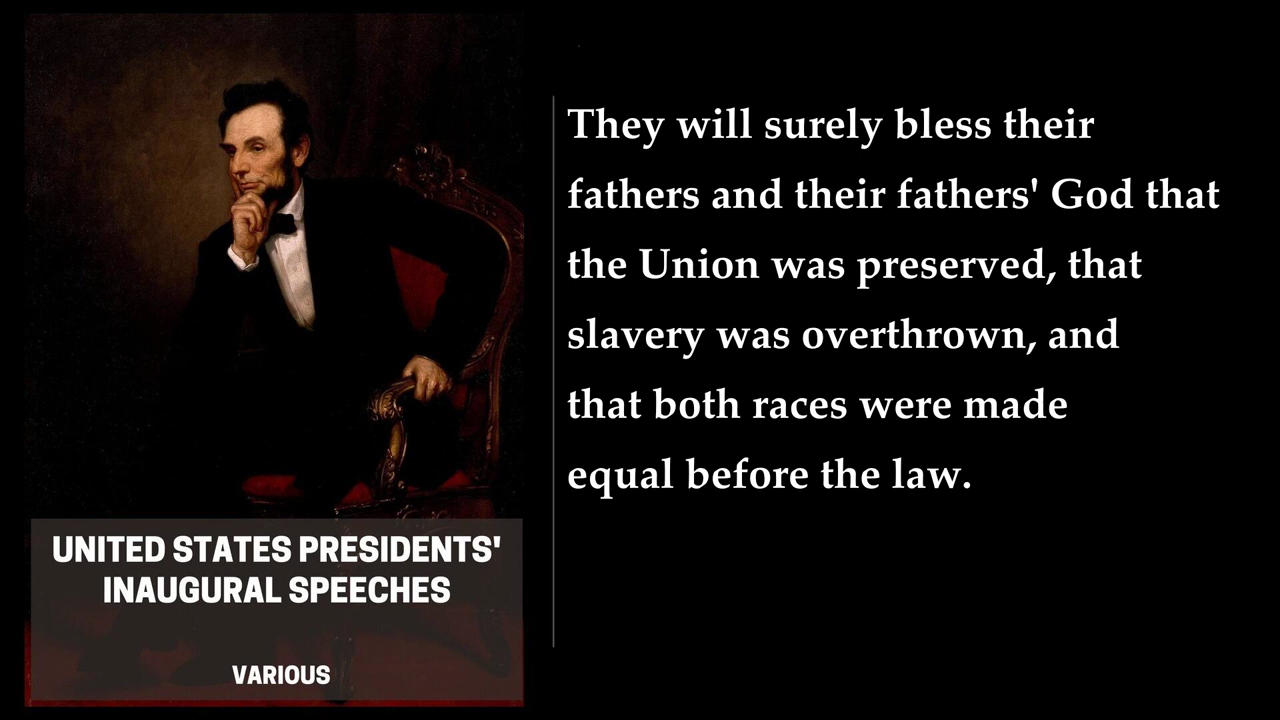 They will surely bless their
fathers and their fathers' God that
the Union was preserved, that
slavery was overthrown, and
that both races were made
equal before the law.
UNITED STATES PRESIDENTS'
INAUGURAL SPEECHES
VARIOUS